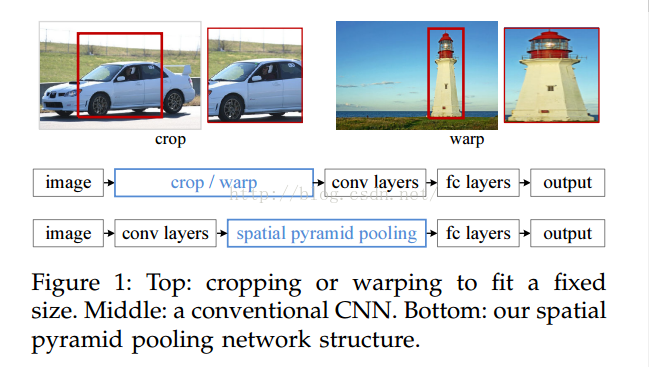 crop
warp
image crop / warp conv layers fc layers output
http://blog.csdn.net/
image conv layers spatial pyramid pooling fc layers output
Figure 1: Top: cropping or warping to fit a fixed
size. Middle: a conventional CNN. Bottom: our spatial
pyramid pooling network structure.